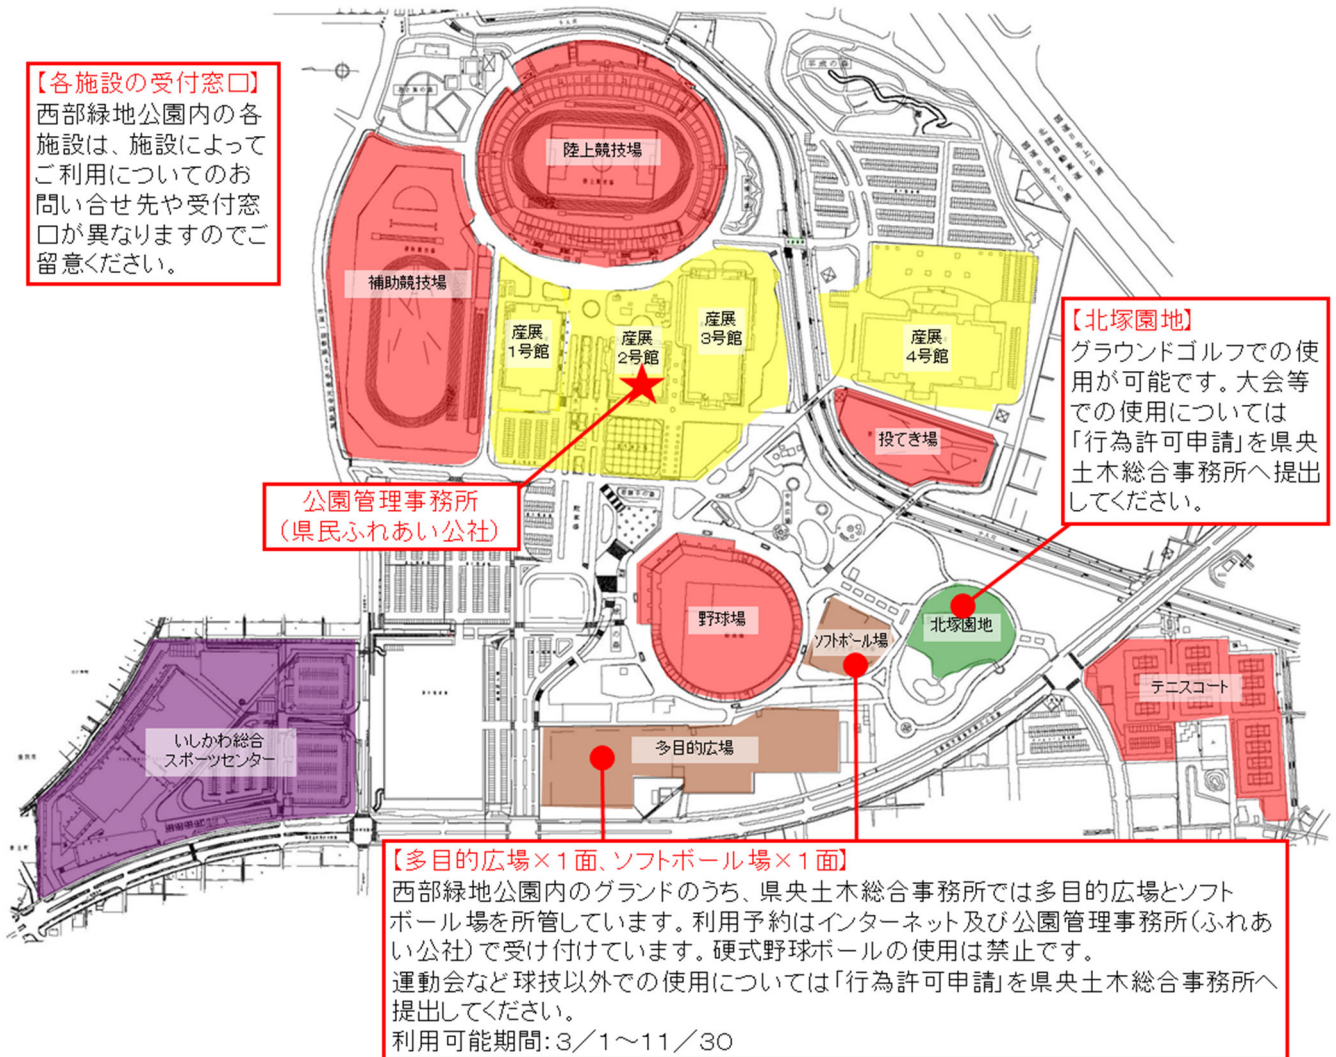 【各施設の受付窓口】
西部緑地公園内の各
施設は、施設によって
ご利用についてのお
問い合せ先や受付窓
口が異なりますのでご
留意ください。
平成の森
陸上競技場
補助競技場
産展
1号館
産展
2号館
産展
3号館
産展
4号館
【北塚園地】
グラウンドゴルフでの使
用が可能です。大会等
での使用については
「行為許可申請」を県央
土木総合事務所へ提出
してください。
投てき場
公園管理事務所
（県民ふれあい公社）
野球場
ソフトボール場
北塚園地
テニスコート
いしかわ総合
スポーツセンター
多目的広場
【多目的広場×1面、ソフトボール場×1面】
西部緑地公園内のグランドのうち、県央土木総合事務所では多目的広場とソフト
ボール場を所管しています。利用予約はインターネット及び公園管理事務所（ふれあ
い公社）で受け付けています。硬式野球ボールの使用は禁止です。
運動会など球技以外での使用については「行為許可申請」を県央土木総合事務所へ
提出してください。
利用可能期間：3／1～11／30